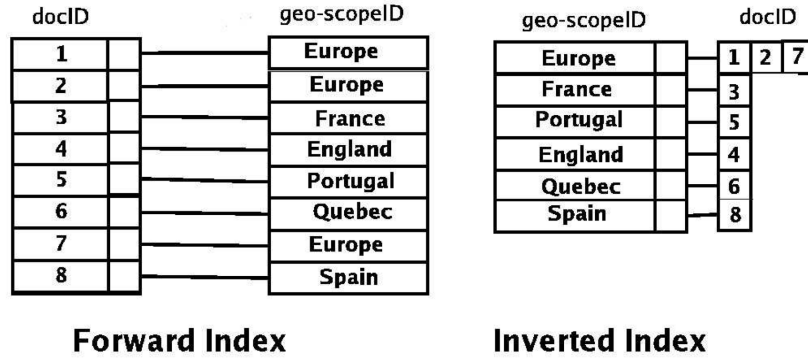 docID geo-scopeID
1 Europe
2 Europe
3 France
4 England
5 Portugal
6 Quebec
7 Europe
8 Spain
Forward Index
geo-scopeID docID
Europe 1 2 7
France 3
Portugal 5
England 4
Quebec 6
Spain 8
Inverted Index